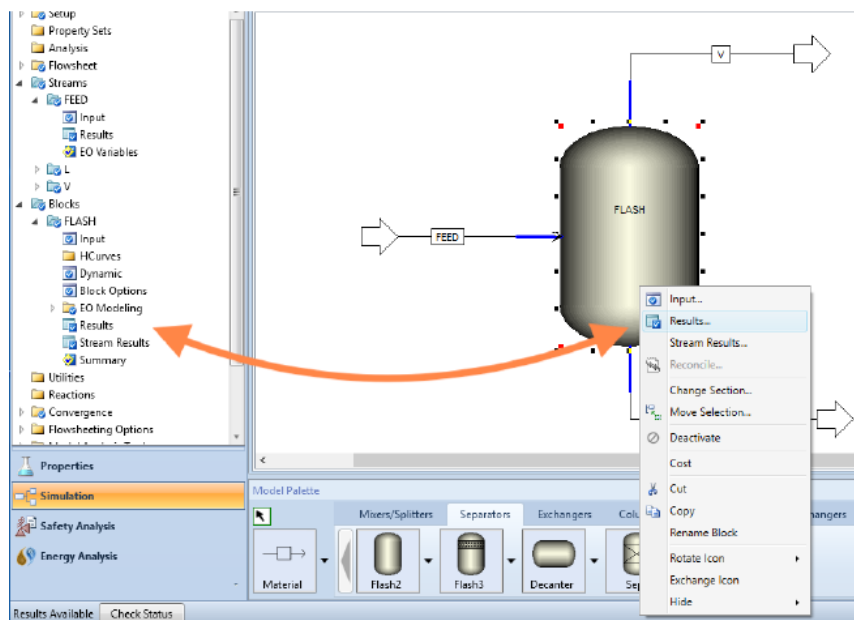 Setup
Property Sets
Analysis
Flowsheet
Streams
FEED
Input
Results
EO Variables
L
V
Blocks
FLASH
Input
HCurves
Dynamic
Block Options
EO Modeling
Results
Stream Results
Summary
Utilities
Reactions
Convergence
Flowsheeting Options
Properties
Simulation
Safety Analysis
Energy Analysis
Results Available
Check Status
V
FEED
FLASH
Input...
Results...
Stream Results...
Reconcile...
Change Section...
Move Selection...
Deactivate
Cost
Cut
Copy
Rename Block
Rotate Icon
Exchange Icon
Hide
Model Palette
Mixers/Splitters
Separators
Exchangers
Colu
hangers
Material
Flash2
Flash3
Decanter
Sep